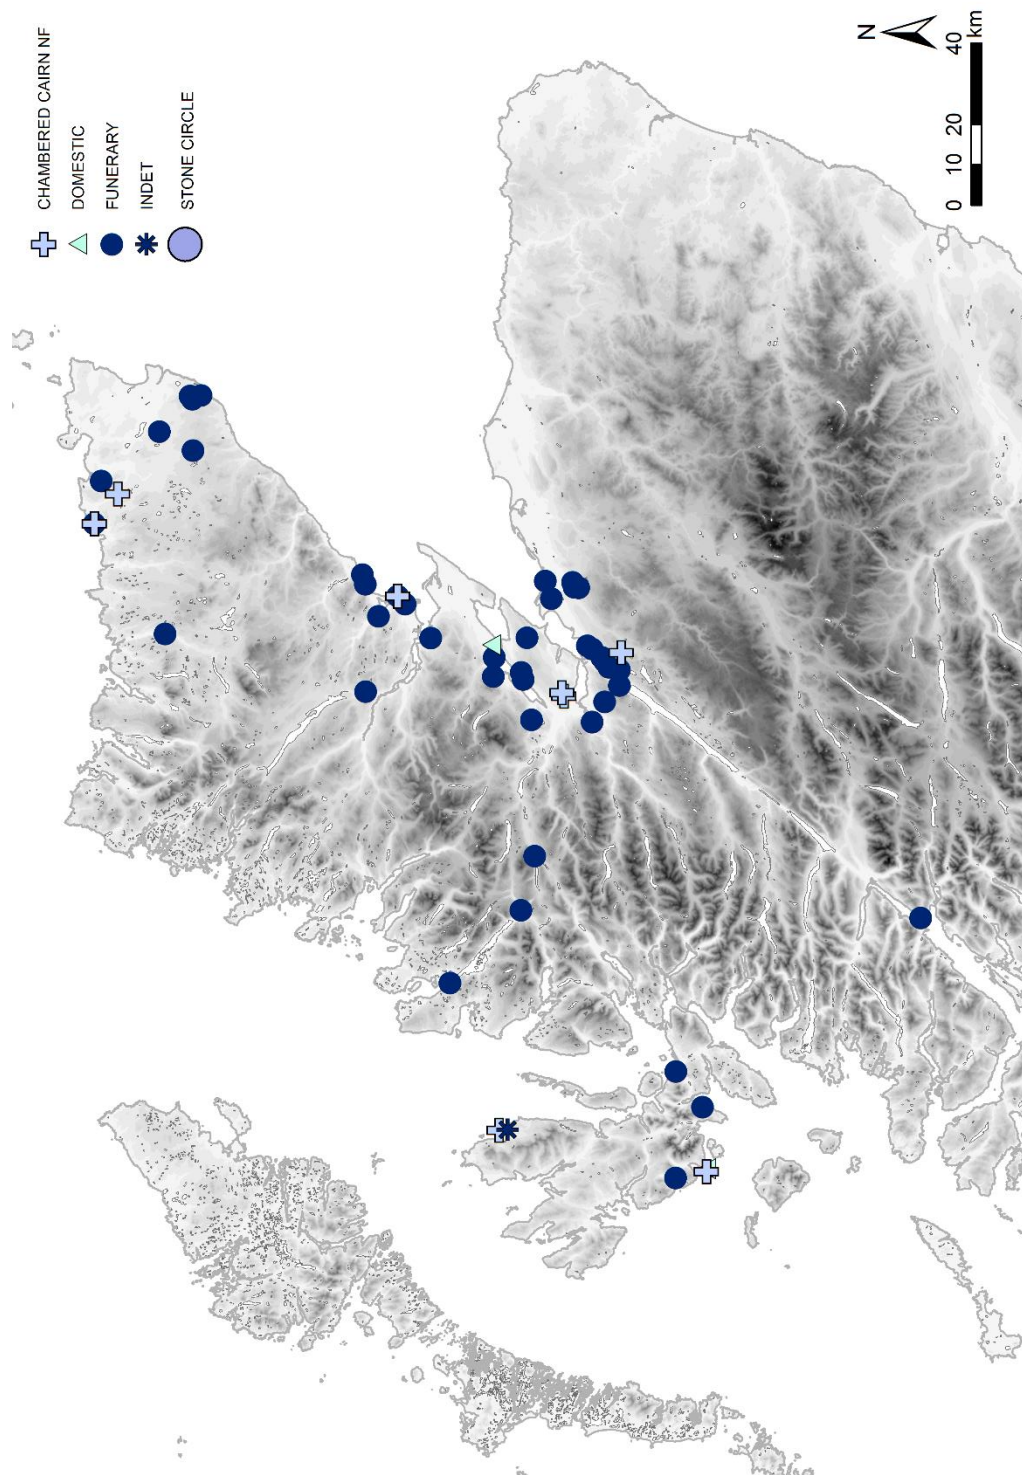 CHAMBERED CAIRN NF
DOMESTIC
FUNERARY
INDET
STONE CIRCLE
N
0 10 20 40
km